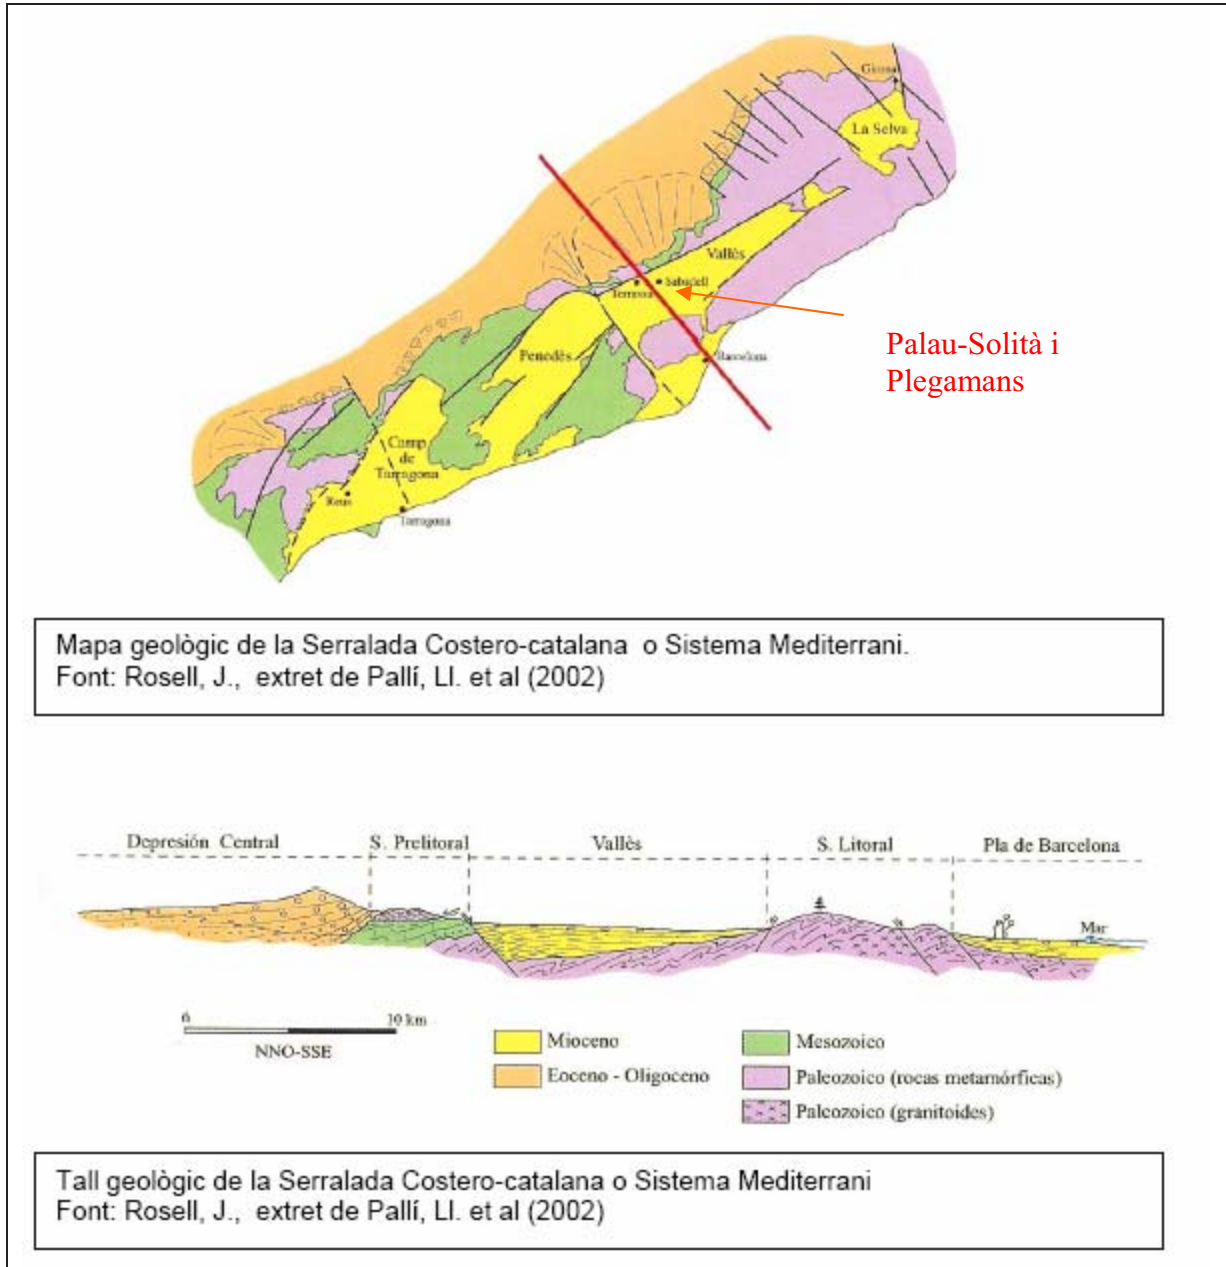 Girona
La Selva
Vallès
Sabadell
Terrassa
Palau-Solità i
Plegamans
Barcelona
Penedès
Camp
de
Tarragona
Reus
Tarragona
Mapa geològic de la Serralada Costero-catalana o Sistema Mediterrani.
Font: Rosell, J., extret de Pallí, Ll. et al (2002)
Depresión Central
S. Prelitoral
Vallès
S. Litoral
Pla de Barcelona
Mar
0 10 km
NNO-SSE
Mioceno
Mesozoico
Eoceno - Oligoceno
Paleozoico (rocas metamórficas)
Paleozoico (granitoides)
Tall geològic de la Serralada Costero-catalana o Sistema Mediterrani
Font: Rosell, J., extret de Pallí, Ll. et al (2002)